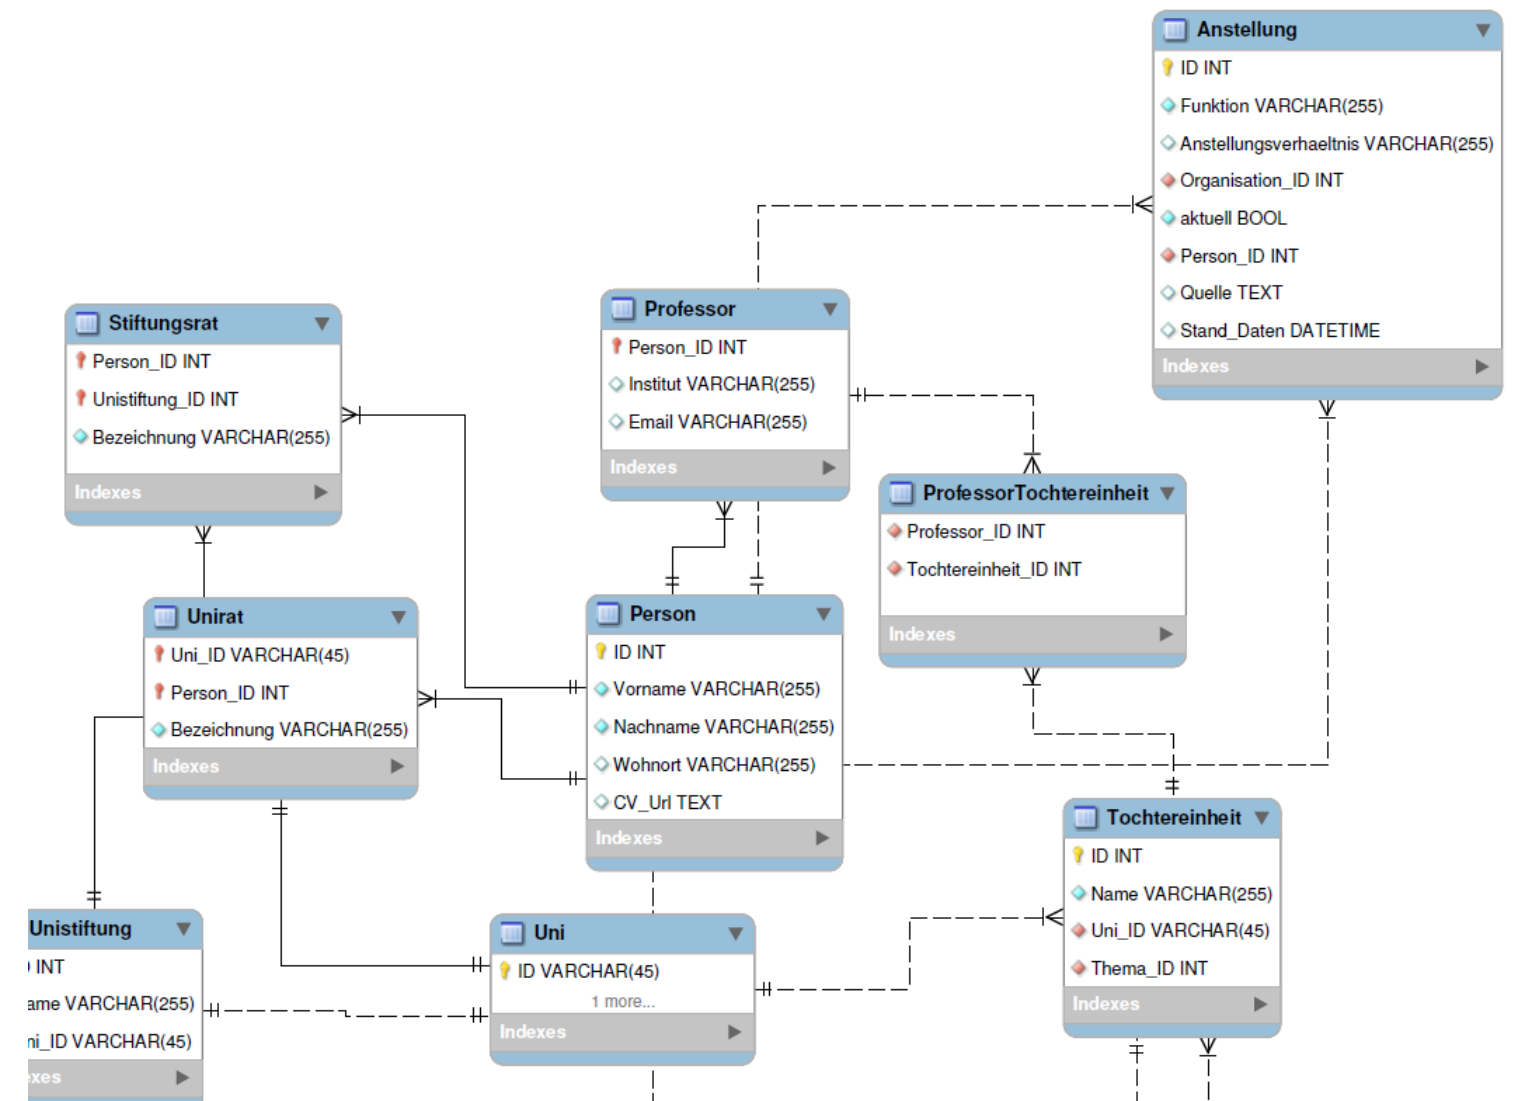 Anstellung
ID INT
Funktion VARCHAR(255)
Anstellungsverhaeltnis VARCHAR(255)
Organisation_ID INT
aktuell BOOL
Person_ID INT
Quelle TEXT
Stand_Daten DATETIME
Indexes
Stiftungsrat
Person_ID INT
Unistiftung_ID INT
Bezeichnung VARCHAR(255)
Indexes
Professor
Person_ID INT
Institut VARCHAR(255)
Email VARCHAR(255)
Indexes
ProfessorTochtereinheit
Professor_ID INT
Tochtereinheit_ID INT
Indexes
Unirat
Uni_ID VARCHAR(45)
Person_ID INT
Bezeichnung VARCHAR(255)
Indexes
Person
ID INT
Vorname VARCHAR(255)
Nachname VARCHAR(255)
Wohnort VARCHAR(255)
CV_Url TEXT
Indexes
Tochtereinheit
ID INT
Name VARCHAR(255)
Uni_ID VARCHAR(45)
Thema_ID INT
Indexes
Unistiftung
INT
ame VARCHAR(255)
ni_ID VARCHAR(45)
exes
Uni
ID VARCHAR(45)
1 more...
Indexes